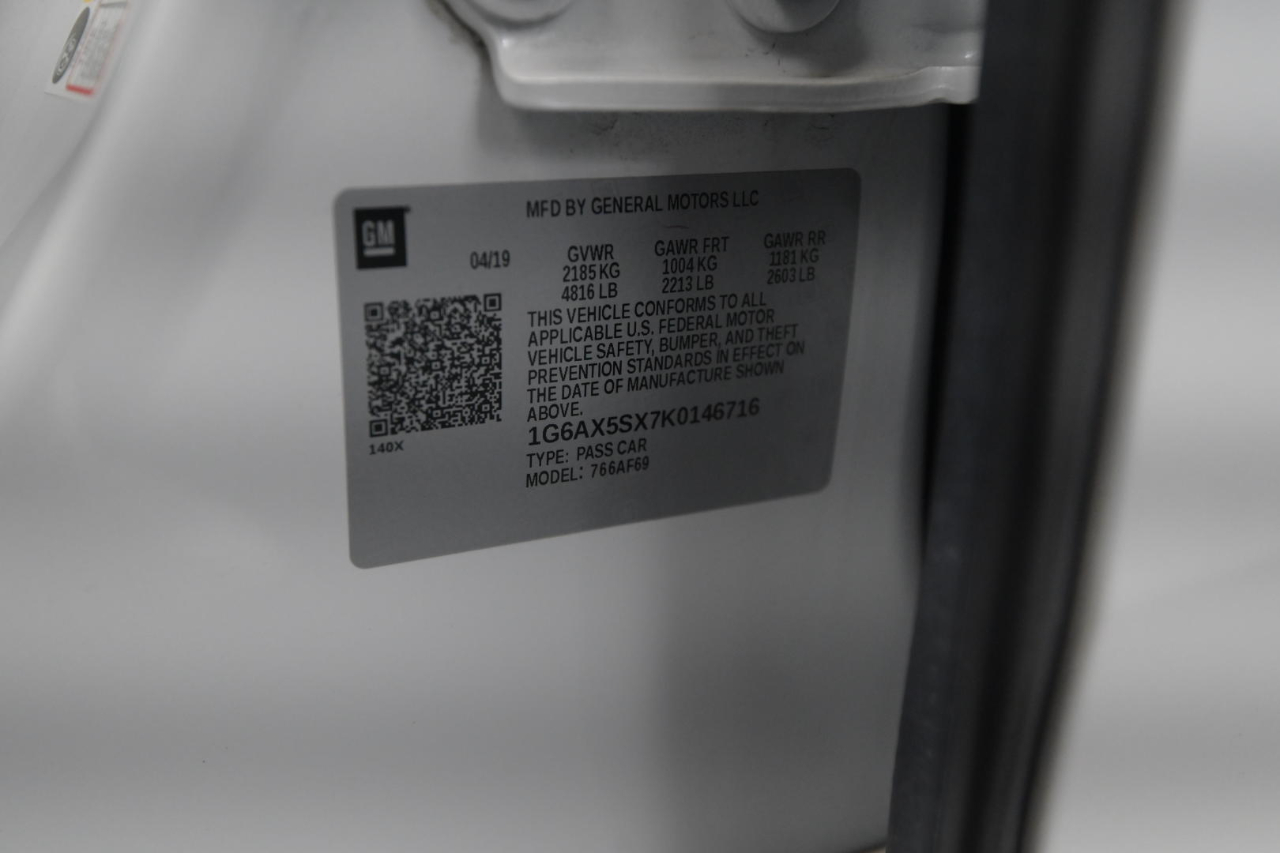 GM
MFD BY GENERAL MOTORS LLC
04/19
GVWR
2185 KG
4816 LB
GAWR FRT
1004 KG
2213 LB
GAWR RR
1181 KG
2603 LB
THIS VEHICLE CONFORMS TO ALL
APPLICABLE U.S. FEDERAL MOTOR
VEHICLE SAFETY, BUMPER, AND THEFT
PREVENTION STANDARDS IN EFFECT ON
THE DATE OF MANUFACTURE SHOWN
ABOVE.
1G6AX5SX7K0146716
TYPE: PASS CAR
MODEL: 766AF69
140X